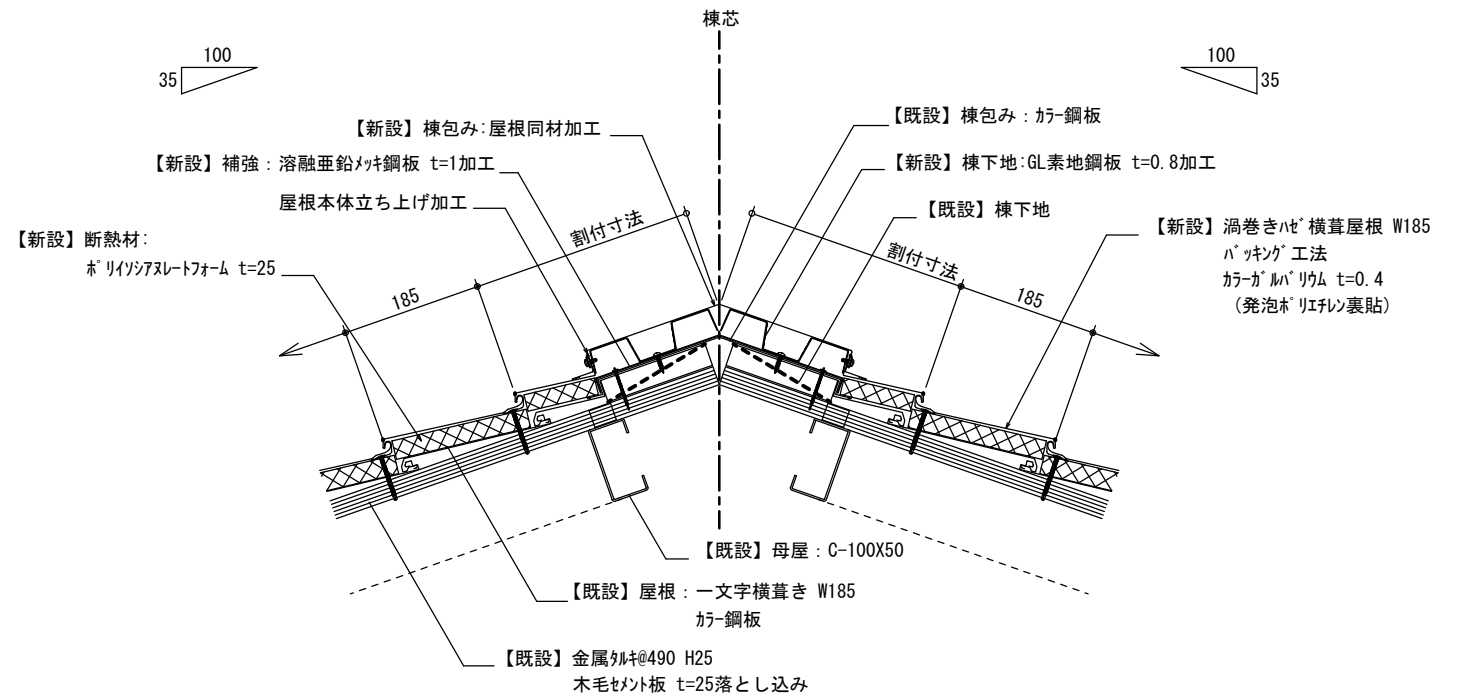 棟芯
100
35
100
35
【新設】棟包み:屋根同材加工
【既設】棟包み：ｶﾗｰ鋼板
【新設】補強：溶融亜鉛ﾒｯｷ鋼板 t=1加工
【新設】棟下地:GL素地鋼板 t=0.8加工
屋根本体立ち上げ加工
【既設】棟下地
【新設】断熱材:
ﾎﾟﾘｲｿｼｱﾇﾚｰﾄﾌｫｰﾑ t=25
【新設】渦巻きﾊｾﾞ横葺屋根 W185
ﾊﾞｯｷﾝｸﾞ工法
ｶﾗｰｶﾞﾙﾊﾞﾘｳﾑ t=0.4
（発泡ﾎﾟﾘｴﾁﾚﾝ裏貼）
割付寸法
割付寸法
185
185
【既設】母屋：C-100X50
【既設】屋根：一文字横葺き W185
ｶﾗｰ鋼板
【既設】金属ﾀﾙｷ@490 H25
木毛ｾﾒﾝﾄ板 t=25落とし込み